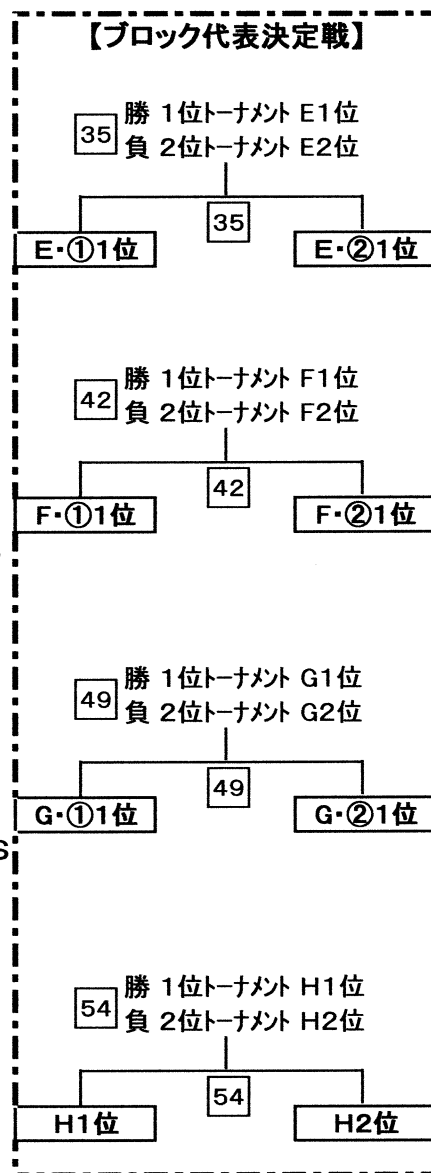 【ブロック代表決定戦】
35 勝 1位トーナメント E1位
負 2位トーナメント E2位
35
E・①1位 E・②1位
42 勝 1位トーナメント F1位
負 2位トーナメント F2位
42
F・①1位 F・②1位
49 勝 1位トーナメント G1位
負 2位トーナメント G2位
49
G・①1位 G・②1位
S
54 勝 1位トーナメント H1位
負 2位トーナメント H2位
54
H1位 H2位